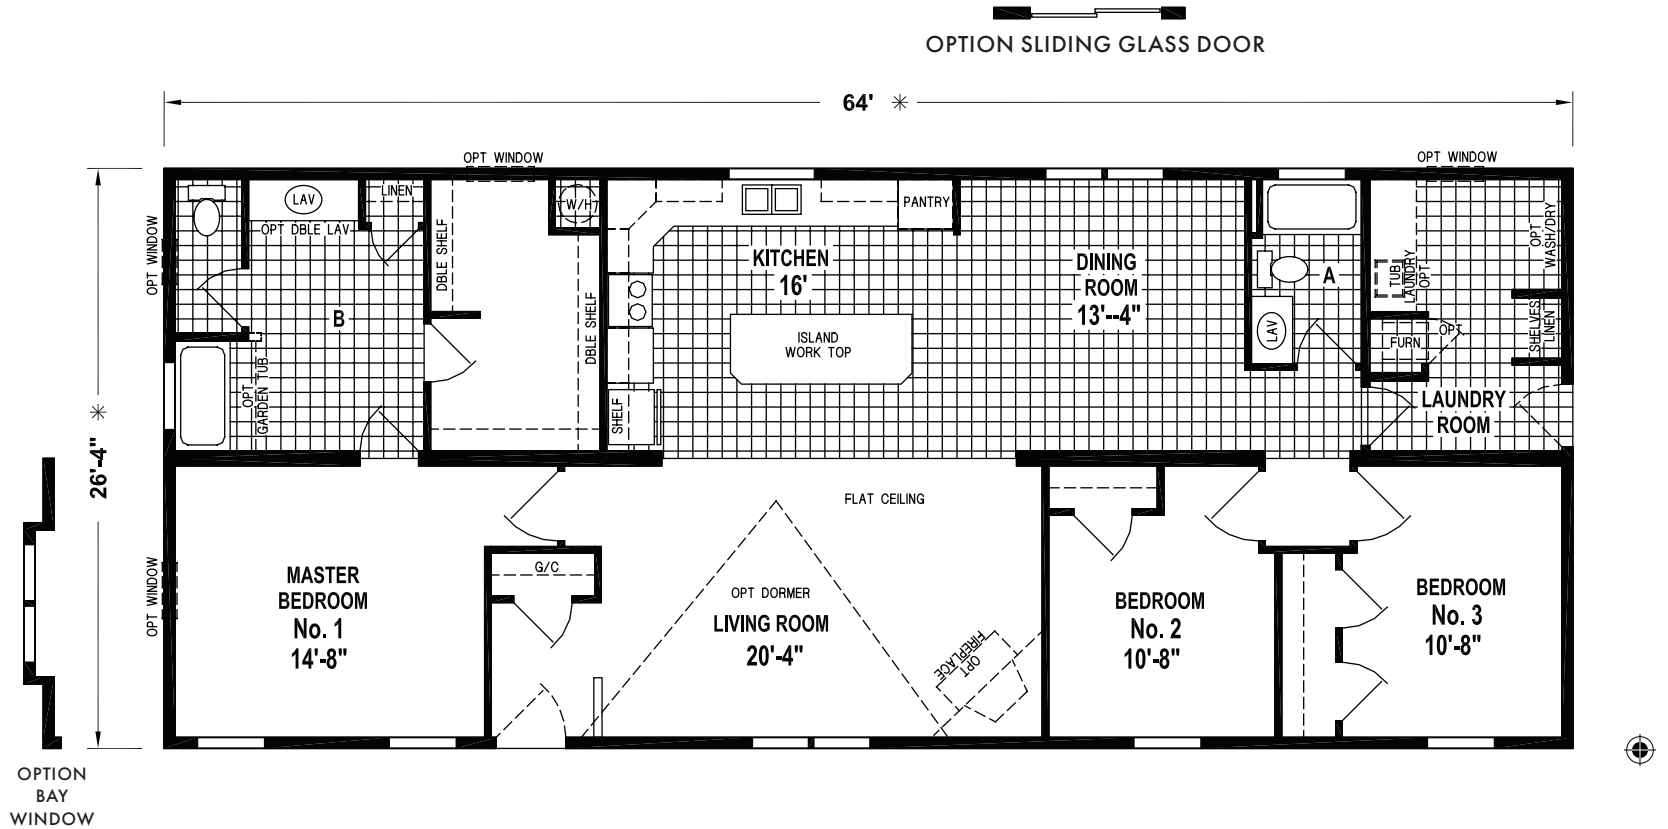 OPTION SLIDING GLASS DOOR
64' ✳
OPT WINDOW
OPT WINDOW
LINEN
LAV
OPT DBLE LAV
W/H
PANTRY
OPT WINDOW
DBLE SHELF
KITCHEN
16'
DINING
ROOM
13'--4"
A
TUB
LAUNDRY
OPT
OPT
WASH/DRY
B
DBLE SHELF
ISLAND
WORK TOP
LAV
FURN
OPT
SHELVES
LINEN
OPT
GARDEN TUB
SHELF
LAUNDRY
ROOM
✳
26'-4"
FLAT CEILING
OPT WINDOW
MASTER
BEDROOM
No. 1
14'-8"
G/C
OPT DORMER
LIVING ROOM
20'-4"
OPT
FIREPLACE
BEDROOM
No. 2
10'-8"
BEDROOM
No. 3
10'-8"
OPTION
BAY
WINDOW